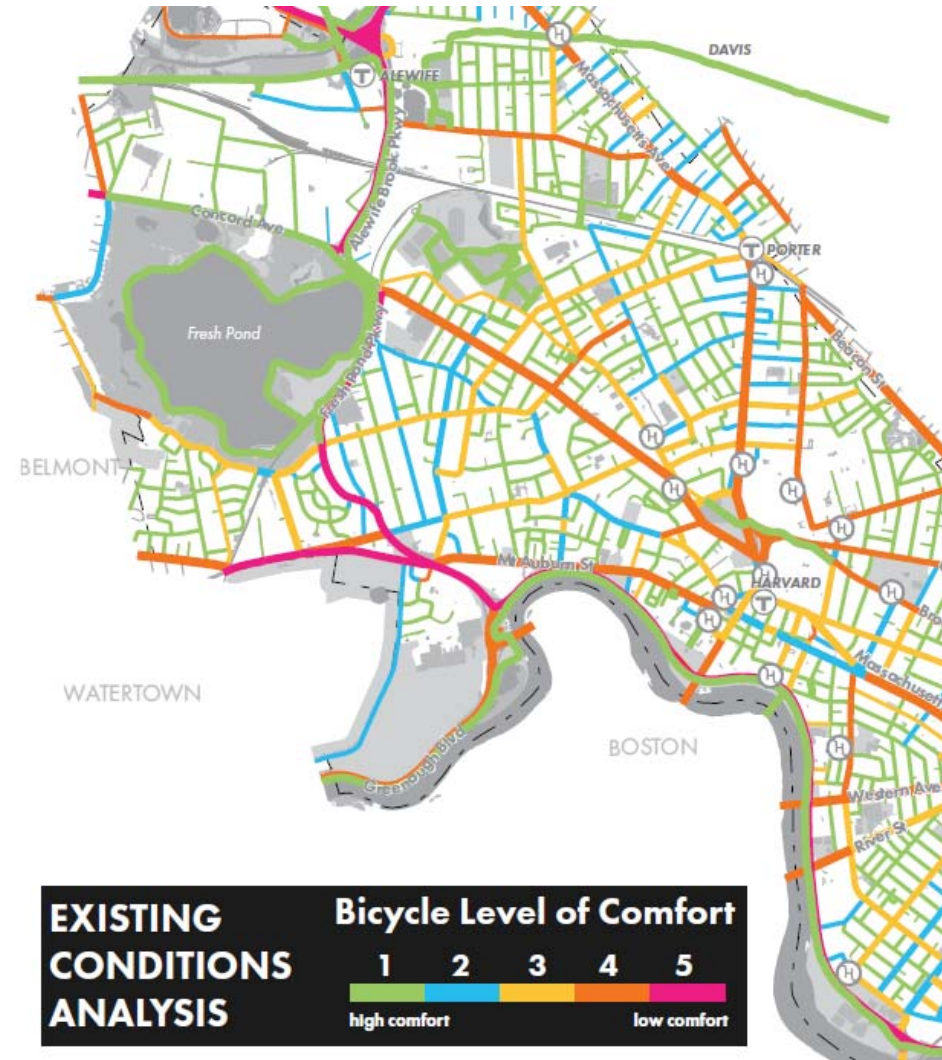 DAVIS
H
Massachusetts Ave
T ALEWIFE
Alewife Brook Pkwy
Concord Ave
T PORTER
H
Fresh Pond
Fresh Pond Pkwy
Beacon St
BELMONT
H
H
H
H
H
Mt Auburn St
H
HARVARD
T
H
H
H
Bro
Massachusett
WATERTOWN
H
BOSTON
H
Greenough Blvd
Western Ave
River St
H
EXISTING
CONDITIONS
ANALYSIS
Bicycle Level of Comfort
1 2 3 4 5
high comfort low comfort